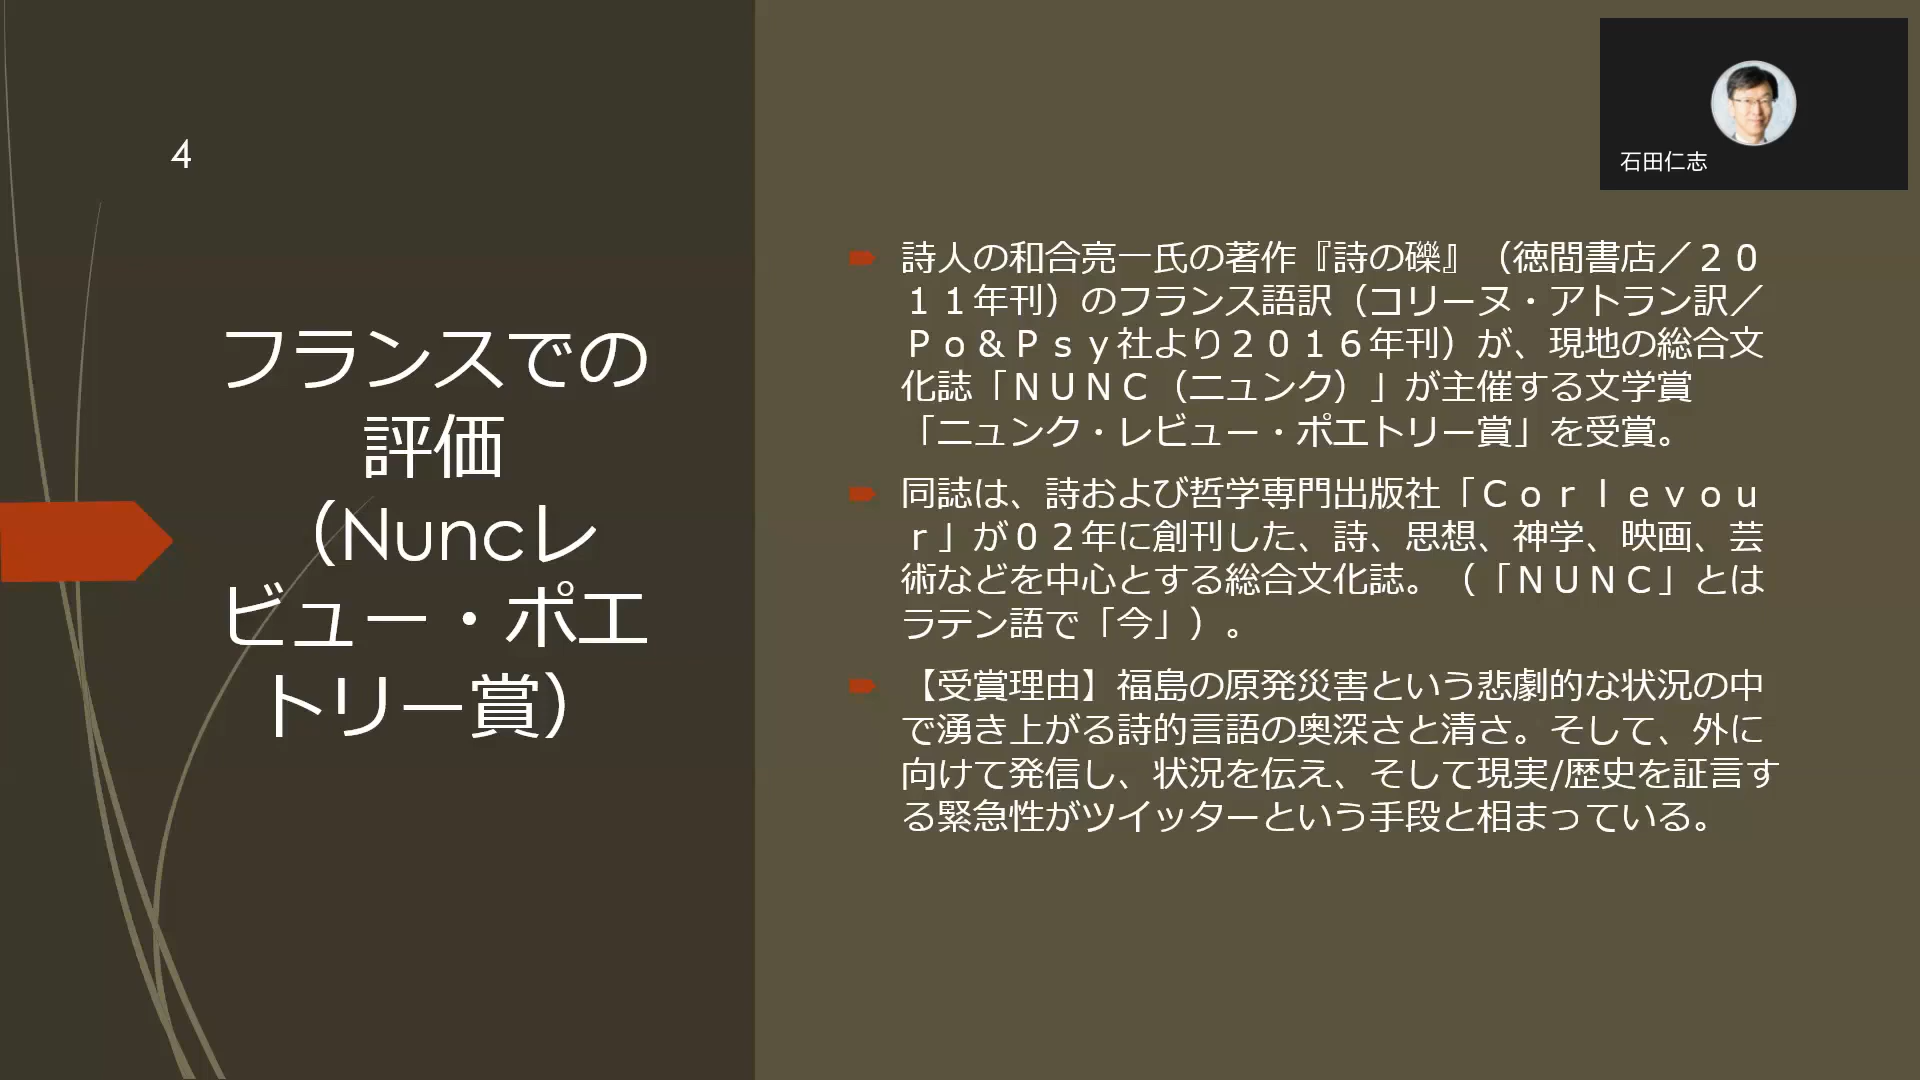 4
フランスでの
評価
（Nuncレ
ビュー・ポエ
トリー賞）
石田仁志
詩人の和合亮一氏の著作『詩の礫』（徳間書店／２０
１１年刊）のフランス語訳（コリーヌ・アトラン訳／
Ｐｏ＆Ｐｓｙ社より２０１６年刊）が、現地の総合文
化誌「ＮＵＮＣ（ニュンク）」が主催する文学賞
「ニュンク・レビュー・ポエトリー賞」を受賞。
同誌は、詩および哲学専門出版社「Ｃｏｒｌｅｖｏｕ
ｒ」が０２年に創刊した、詩、思想、神学、映画、芸
術などを中心とする総合文化誌。（「ＮＵＮＣ」とは
ラテン語で「今」）。
【受賞理由】福島の原発災害という悲劇的な状況の中
で湧き上がる詩的言語の奥深さと清さ。そして、外に
向けて発信し、状況を伝え、そして現実/歴史を証言す
る緊急性がツイッターという手段と相まっている。